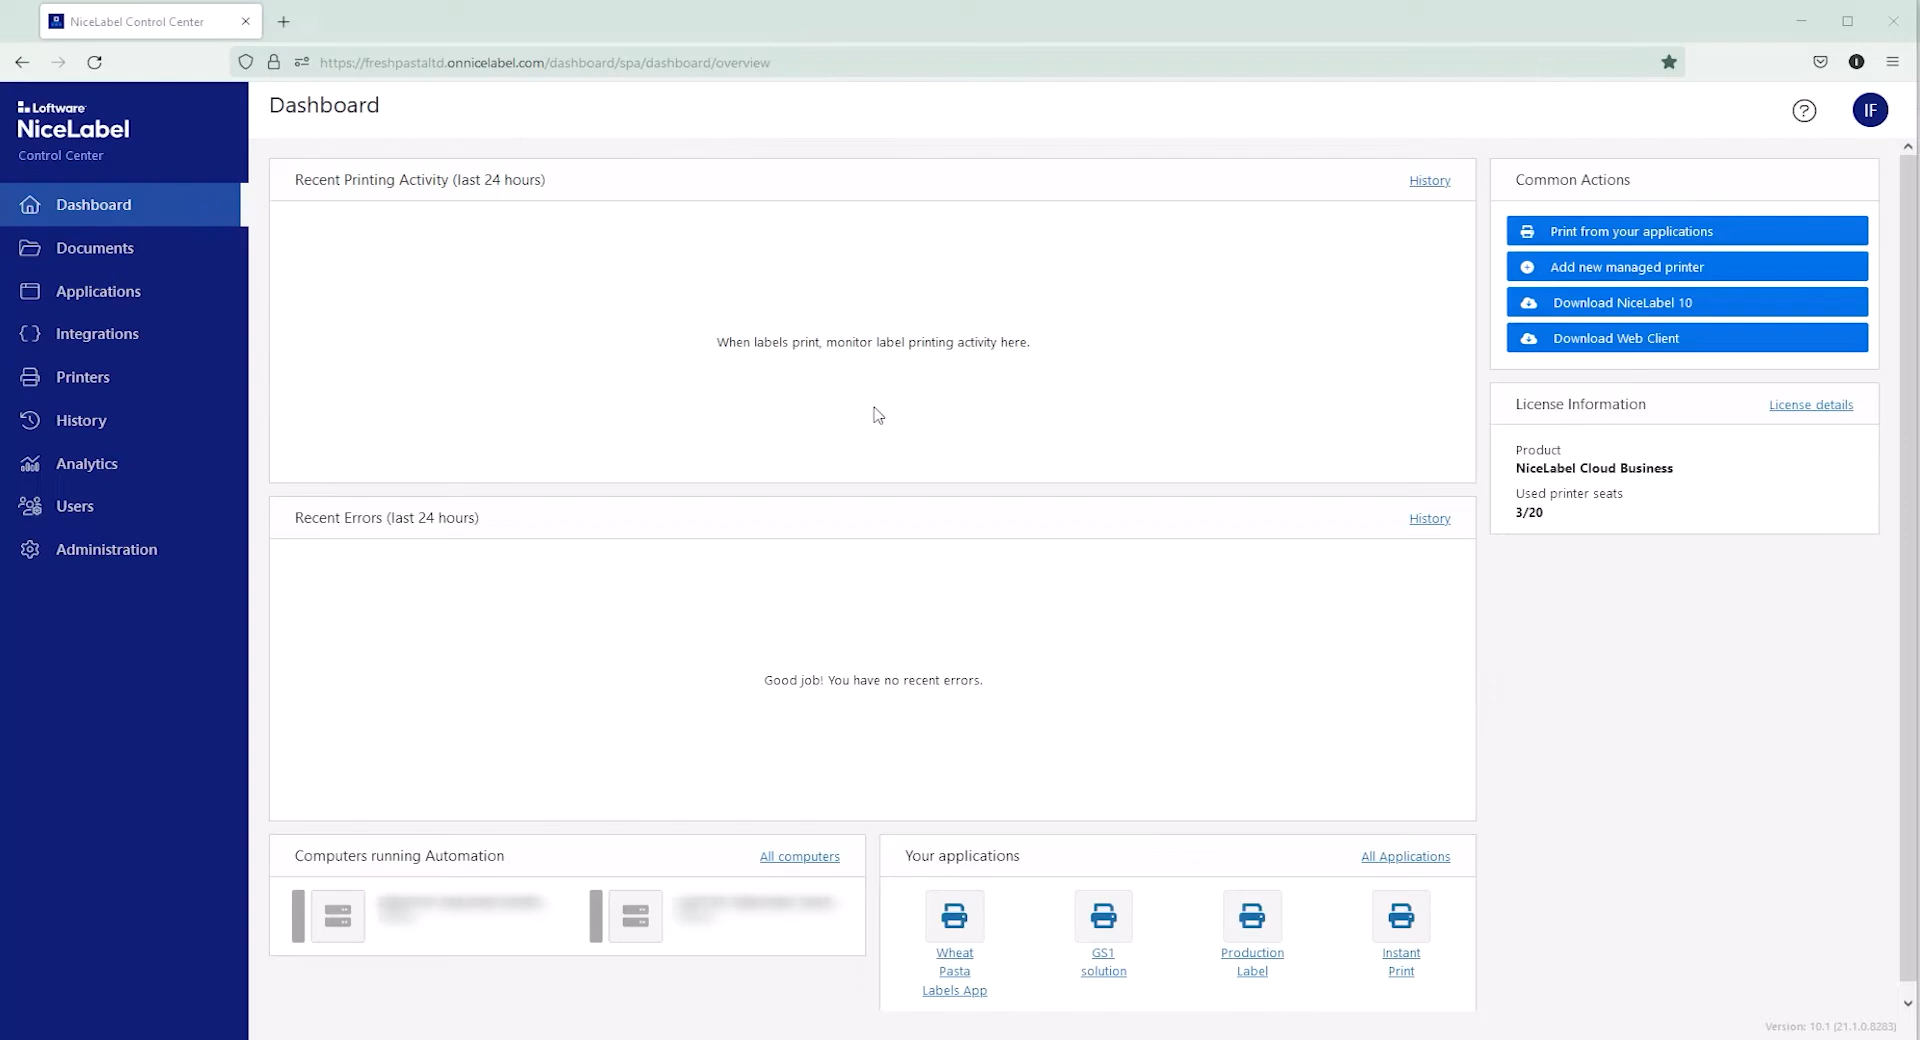 NiceLabel Control Center
https://freshpastaltd.onnicelabel.com/dashboard/spa/dashboard/overview
Loftware
NiceLabel
Control Center
Dashboard
Documents
Applications
Integrations
Printers
History
Analytics
Users
Administration
Dashboard
IF
Recent Printing Activity (last 24 hours)
History
When labels print, monitor label printing activity here.
Recent Errors (last 24 hours)
History
Good job! You have no recent errors.
Computers running Automation
All computers
Your applications
All Applications
Wheat
Pasta
Labels App
GS1
solution
Production
Label
Instant
Print
Common Actions
Print from your applications
Add new managed printer
Download NiceLabel 10
Download Web Client
License Information
License details
Product
NiceLabel Cloud Business
Used printer seats
3/20
Version: 10.1 (21.1.0.8283)